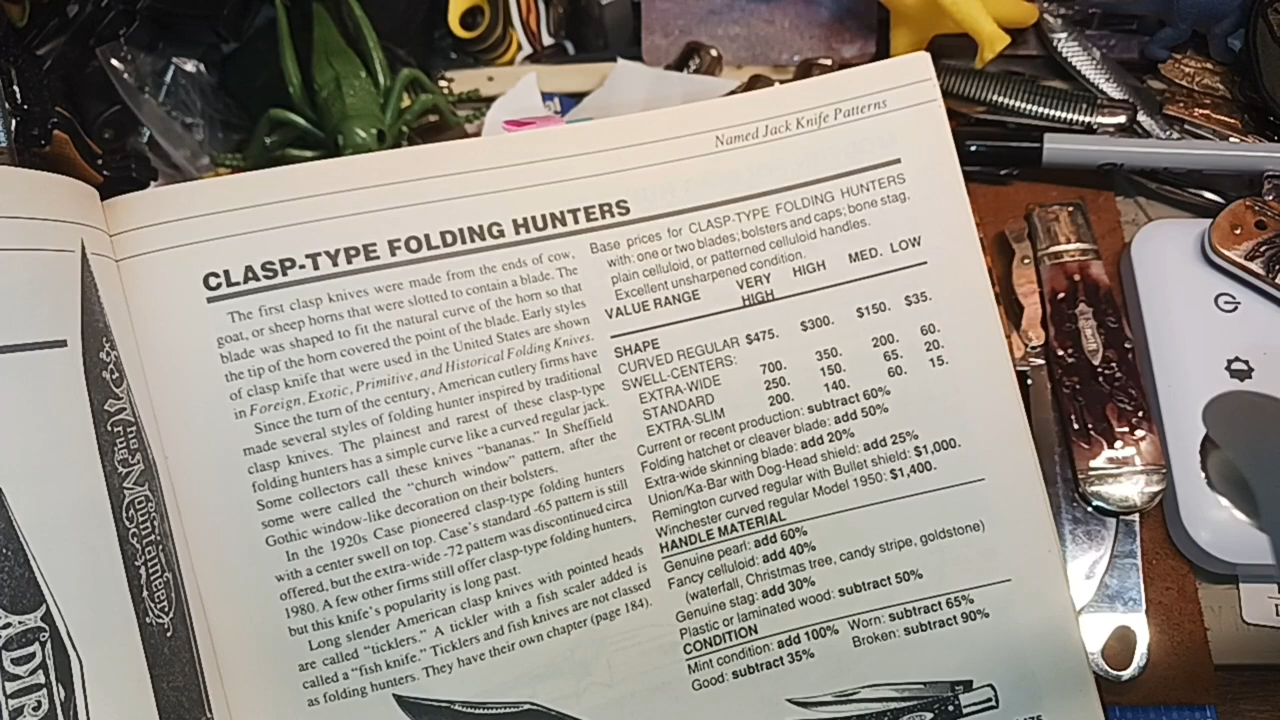 Named Jack Knife Patterns
CLASP-TYPE FOLDING HUNTERS
The first clasp knives were made from the ends of cow,
goat, or sheep horns that were slotted to contain a blade. The
blade was shaped to fit the natural curve of the horn so that
the tip of the horn covered the point of the blade. Early styles
of clasp knife that were used in the United States are shown
in Foreign, Exotic, Primitive, and Historical Folding Knives.
Since the turn of the century, American cutlery firms have
made several styles of folding hunter inspired by traditional
clasp knives. The plainest and rarest of these clasp-type
folding hunters has a simple curve like a curved regular jack.
Some collectors call these knives "bananas." In Sheffield
some were called the "church window" pattern, after the
Gothic window-like decoration on their bolsters.
In the 1920s Case pioneered clasp-type folding hunters
with a center swell on top. Case's standard -65 pattern is still
offered, but the extra-wide -72 pattern was discontinued circa
1980. A few other firms still offer clasp-type folding hunters,
but this knife's popularity is long past.
Long slender American clasp knives with pointed heads
are called "ticklers." A tickler with a fish scaler added is
called a "fish knife." Ticklers and fish knives are not classed
as folding hunters. They have their own chapter (page 184).
Base prices for CLASP-TYPE FOLDING HUNTERS
with: one or two blades; bolsters and caps; bone stag,
plain celluloid, or patterned celluloid handles.
Excellent unsharpened condition.
VALUE RANGE VERY HIGH HIGH MED. LOW
SHAPE
CURVED REGULAR $475. $300. $150. $35.
SWELL-CENTERS:
EXTRA-WIDE 700. 350. 200. 60.
STANDARD 250. 150. 65. 20.
EXTRA-SLIM 200. 140. 60. 15.
Current or recent production: subtract 60%
Folding hatchet or cleaver blade: add 50%
Extra-wide skinning blade: add 20%
Union/Ka-Bar with Dog-Head shield: add 25%
Remington curved regular with Bullet shield: $1,000.
Winchester curved regular Model 1950: $1,400.
HANDLE MATERIAL
Genuine pearl: add 60%
Fancy celluloid: add 40%
(waterfall, Christmas tree, candy stripe, goldstone)
Genuine stag: add 30%
Plastic or laminated wood: subtract 50%
CONDITION
Mint condition: add 100% Worn: subtract 65%
Good: subtract 35% Broken: subtract 90%